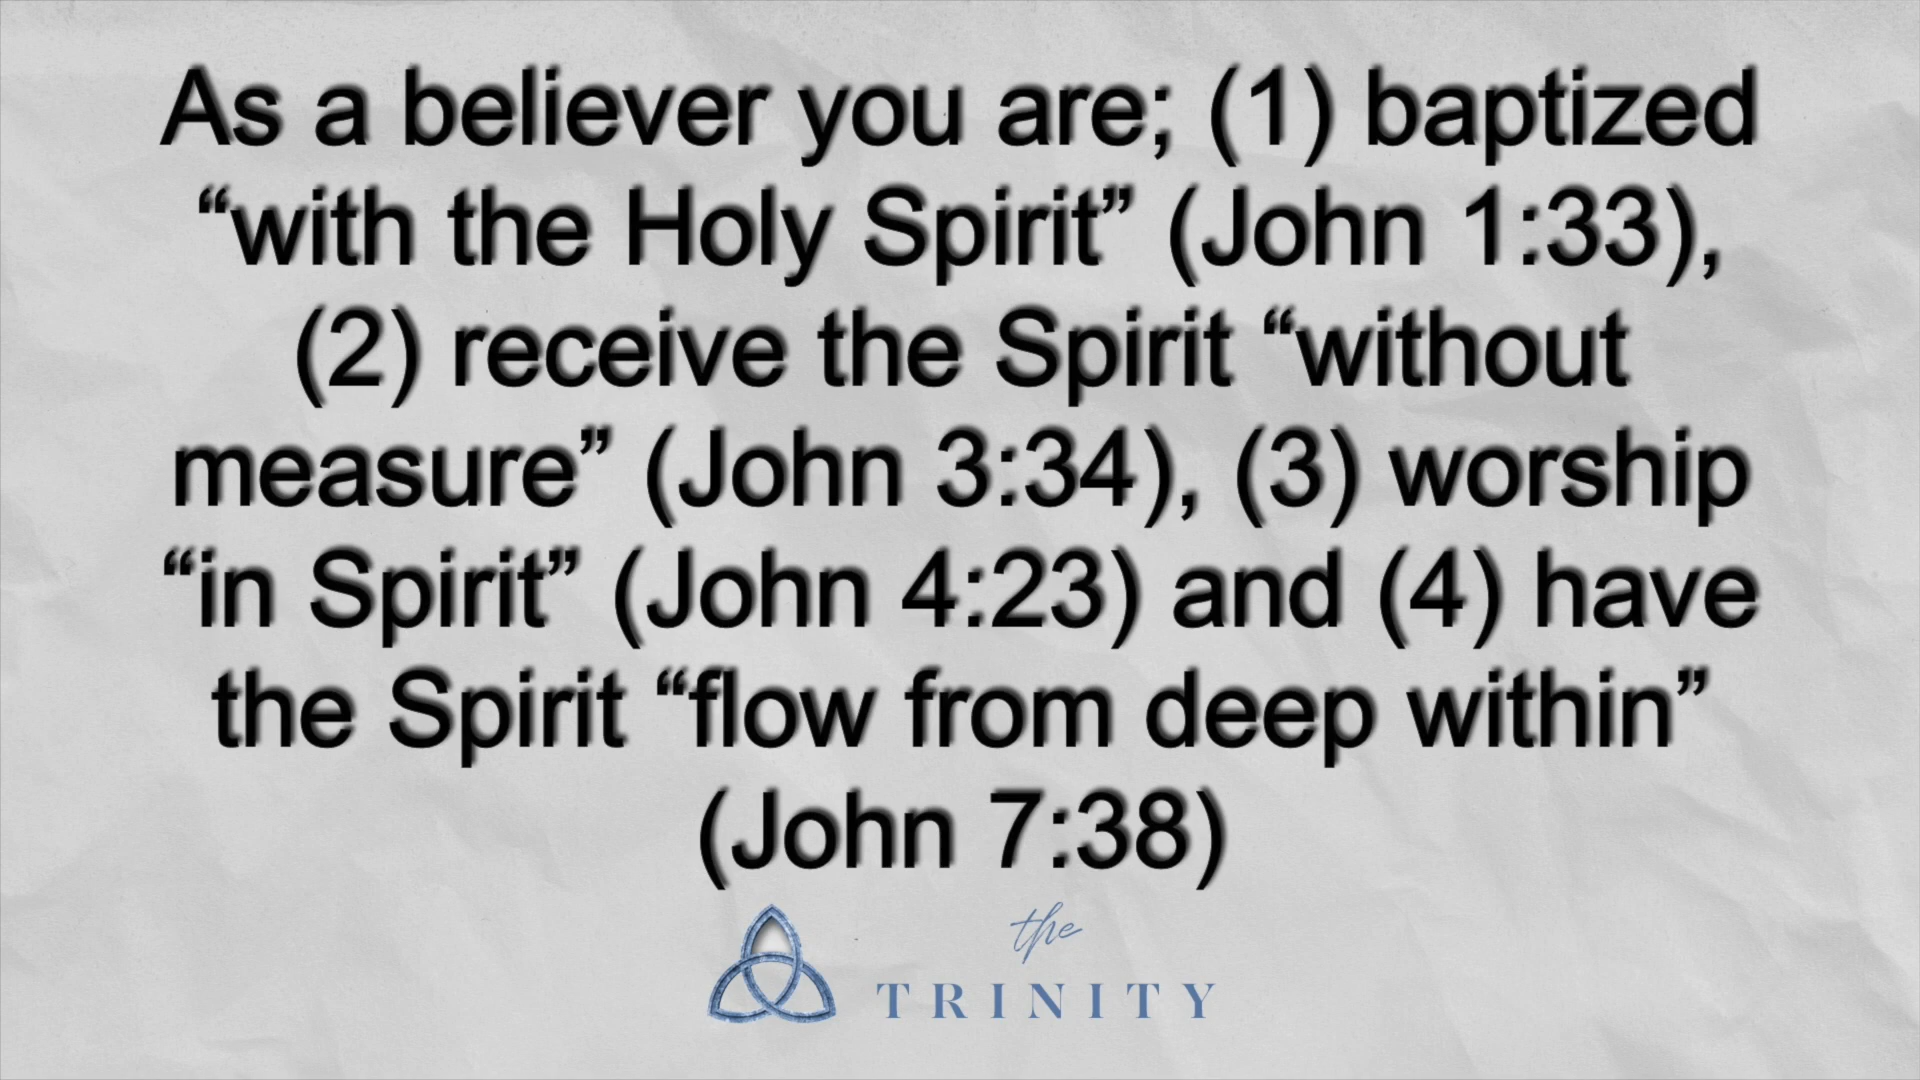 As a believer you are; (1) baptized
“with the Holy Spirit” (John 1:33),
(2) receive the Spirit “without
measure” (John 3:34), (3) worship
“in Spirit” (John 4:23) and (4) have
the Spirit “flow from deep within”
(John 7:38)
the
TRINITY